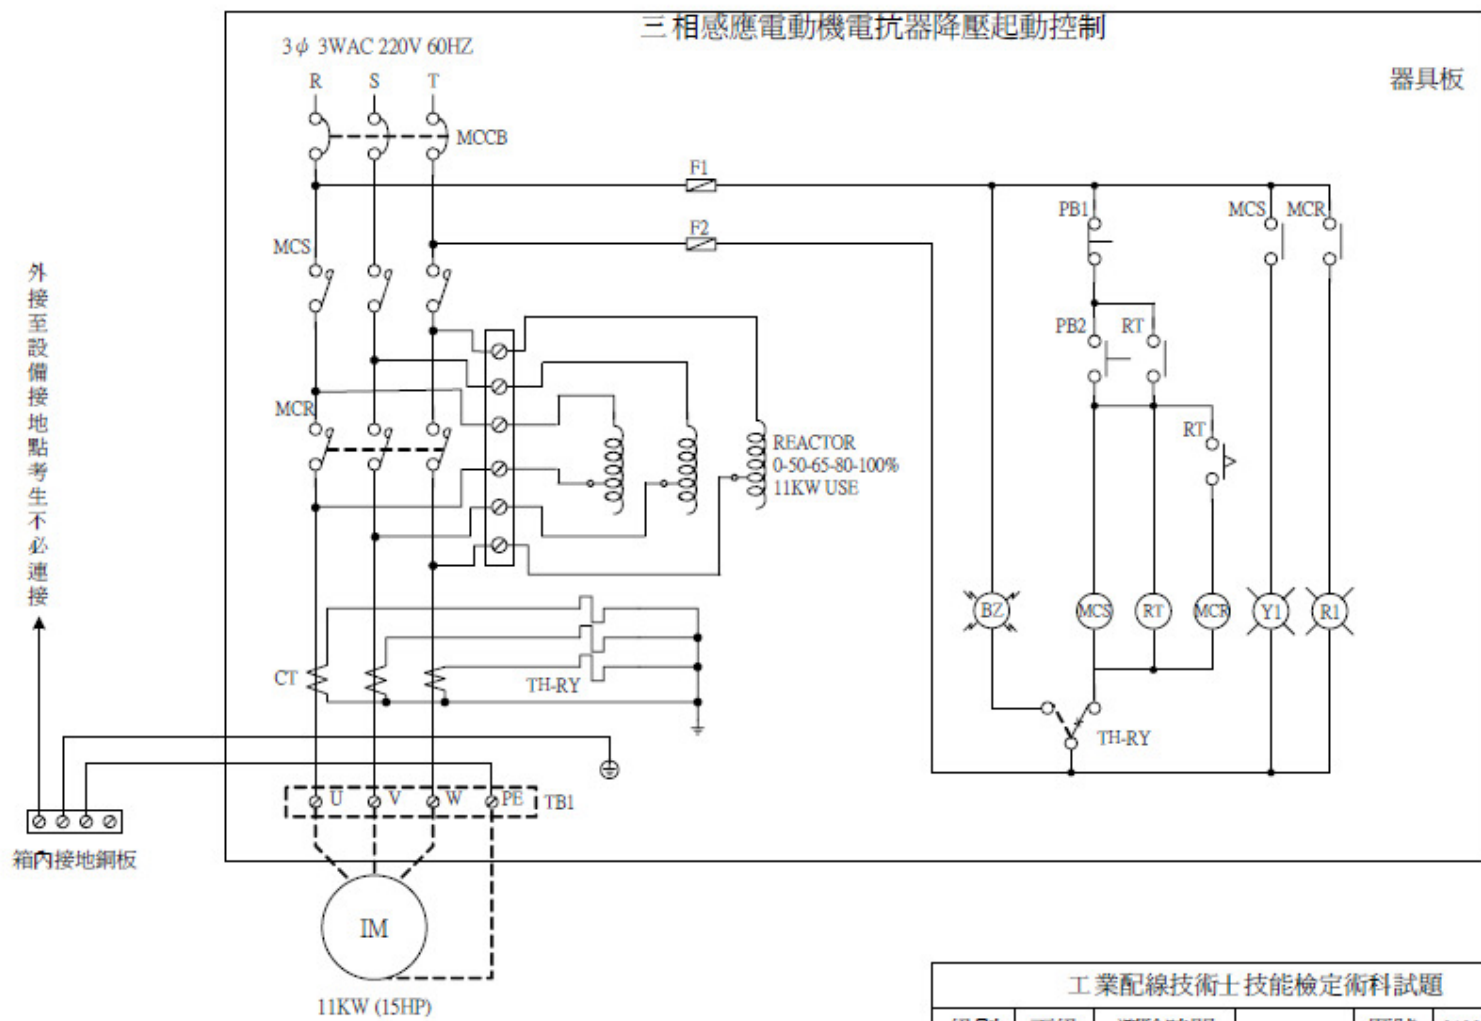 三相感應電動機電抗器降壓起動控制
器具板
3φ 3WAC 220V 60HZ
R S T
MCCB
F1
F2
MCS
MCR
PB1
MCS MCR
PB2 RT
RT
REACTOR
0-50-65-80-100%
11KW USE
BZ MCS RT MCR Y1 R1
CT
TH-RY
TH-RY
U V W PE TB1
外接至設備接地點考生不必連接
箱內接地銅板
IM
11KW (15HP)
工業配線技術士技能檢定術科試題